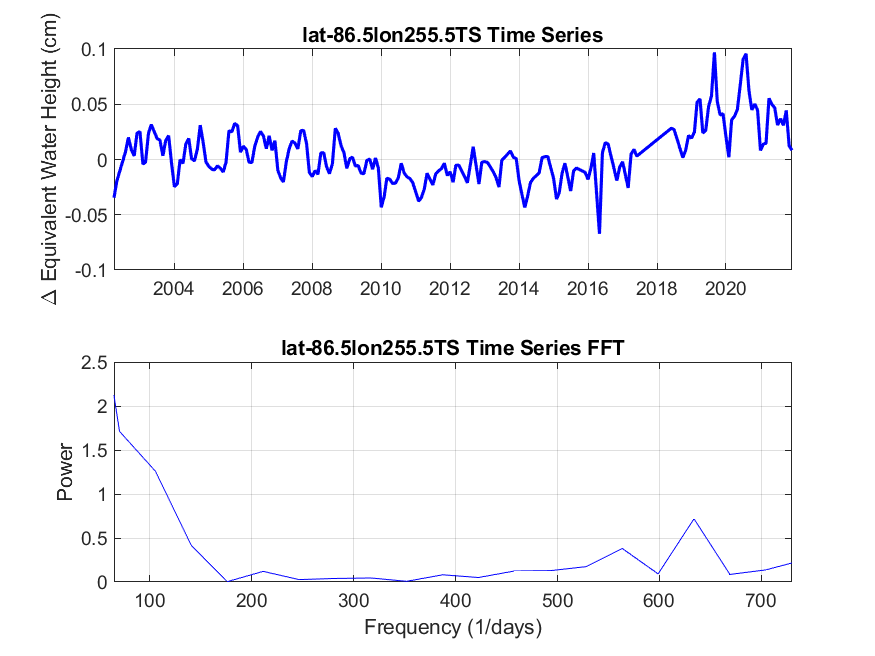 lat-86.5lon255.5TS Time Series
Δ Equivalent Water Height (cm)
0.1
0.05
0
-0.05
-0.1
2004 2006 2008 2010 2012 2014 2016 2018 2020
lat-86.5lon255.5TS Time Series FFT
Power
2.5
2
1.5
1
0.5
0
100 200 300 400 500 600 700
Frequency (1/days)